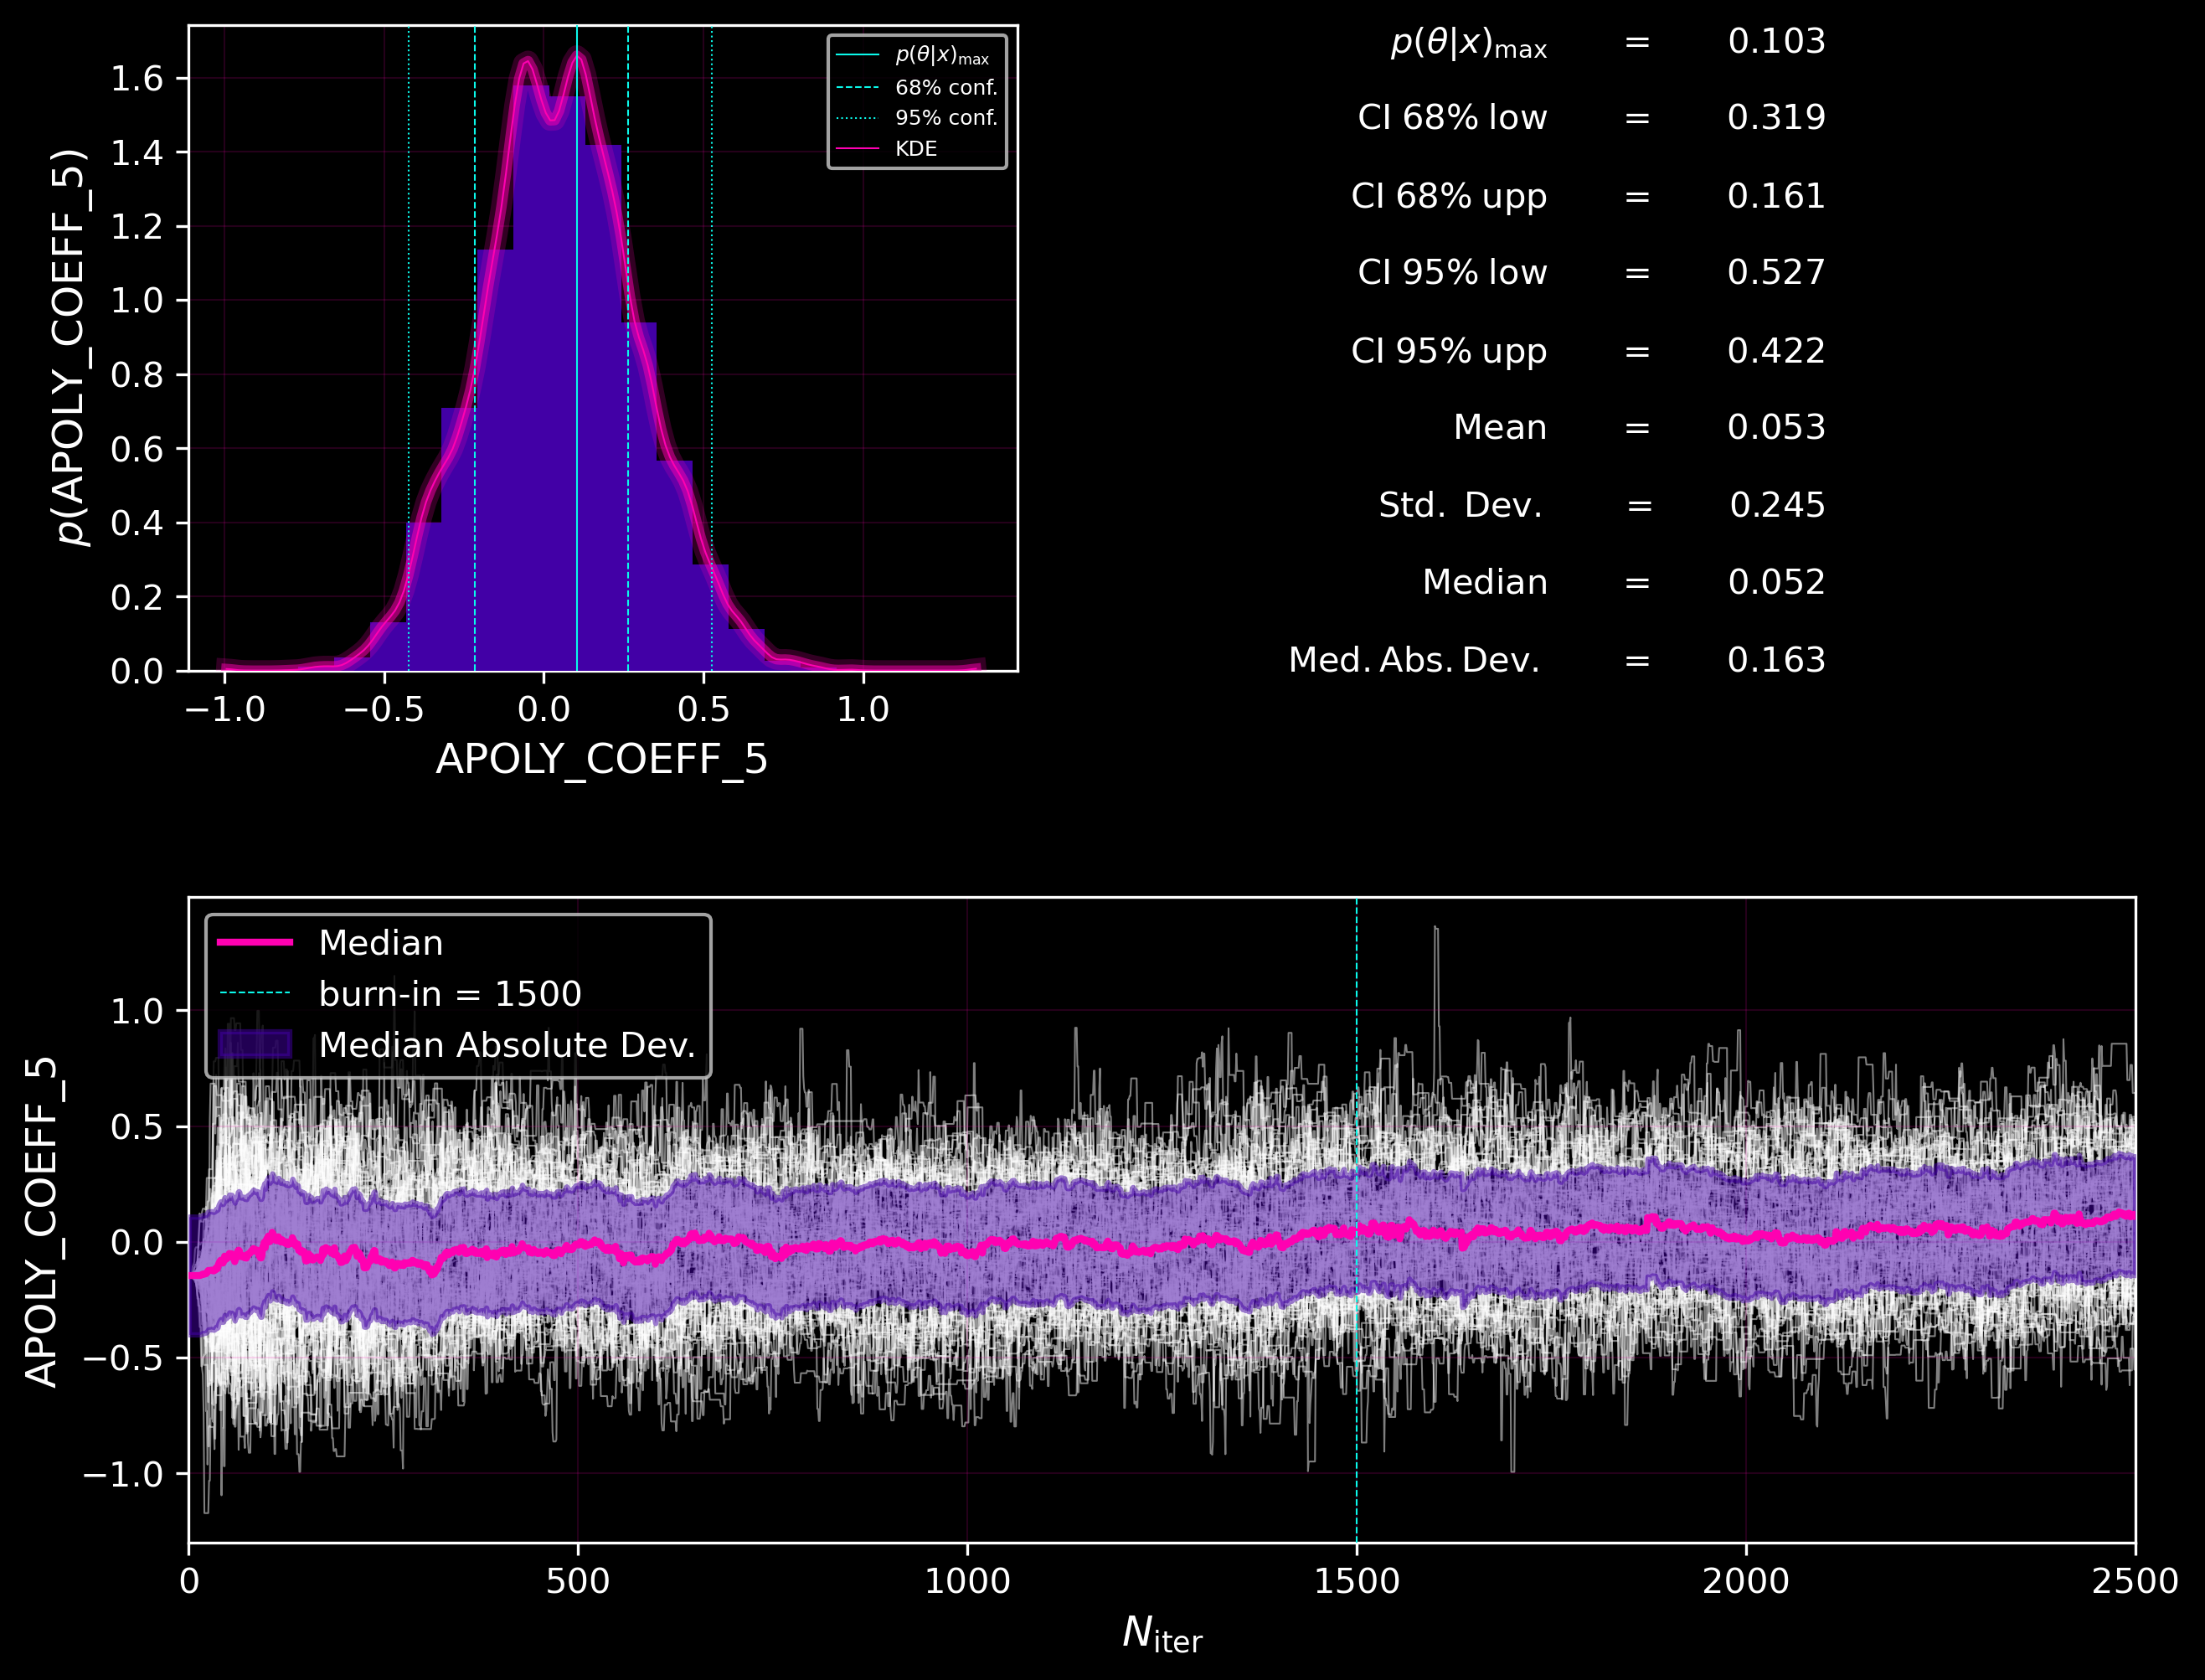 p(θ|x)max
68% conf.
95% conf.
KDE
p(APOLY_COEFF_5)
1.6
1.4
1.2
1.0
0.8
0.6
0.4
0.2
0.0
−1.0 −0.5 0.0 0.5 1.0
APOLY_COEFF_5
p(θ|x)max = 0.103
CI 68% low = 0.319
CI 68% upp = 0.161
CI 95% low = 0.527
CI 95% upp = 0.422
Mean = 0.053
Std. Dev. = 0.245
Median = 0.052
Med. Abs. Dev. = 0.163
Median
burn-in = 1500
Median Absolute Dev.
APOLY_COEFF_5
1.0
0.5
0.0
−0.5
−1.0
0 500 1000 1500 2000 2500
Niter